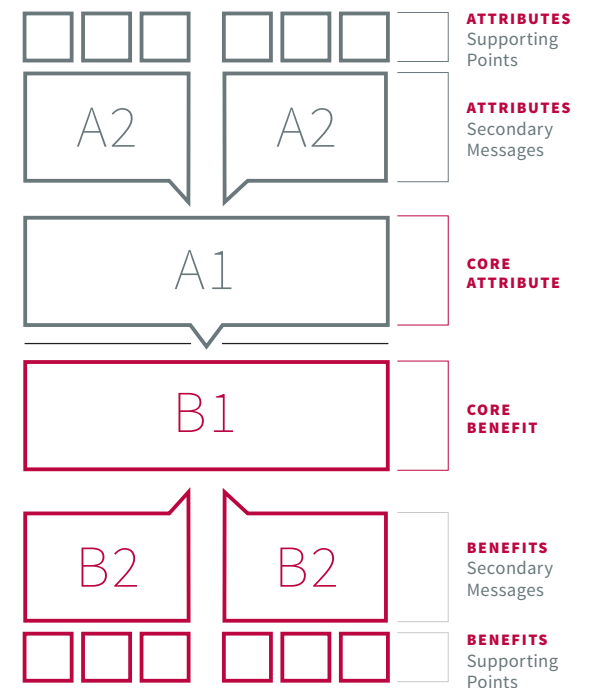 ATTRIBUTES
Supporting
Points
A2 A2
ATTRIBUTES
Secondary
Messages
A1
CORE
ATTRIBUTE
B1
CORE
BENEFIT
B2 B2
BENEFITS
Secondary
Messages
BENEFITS
Supporting
Points